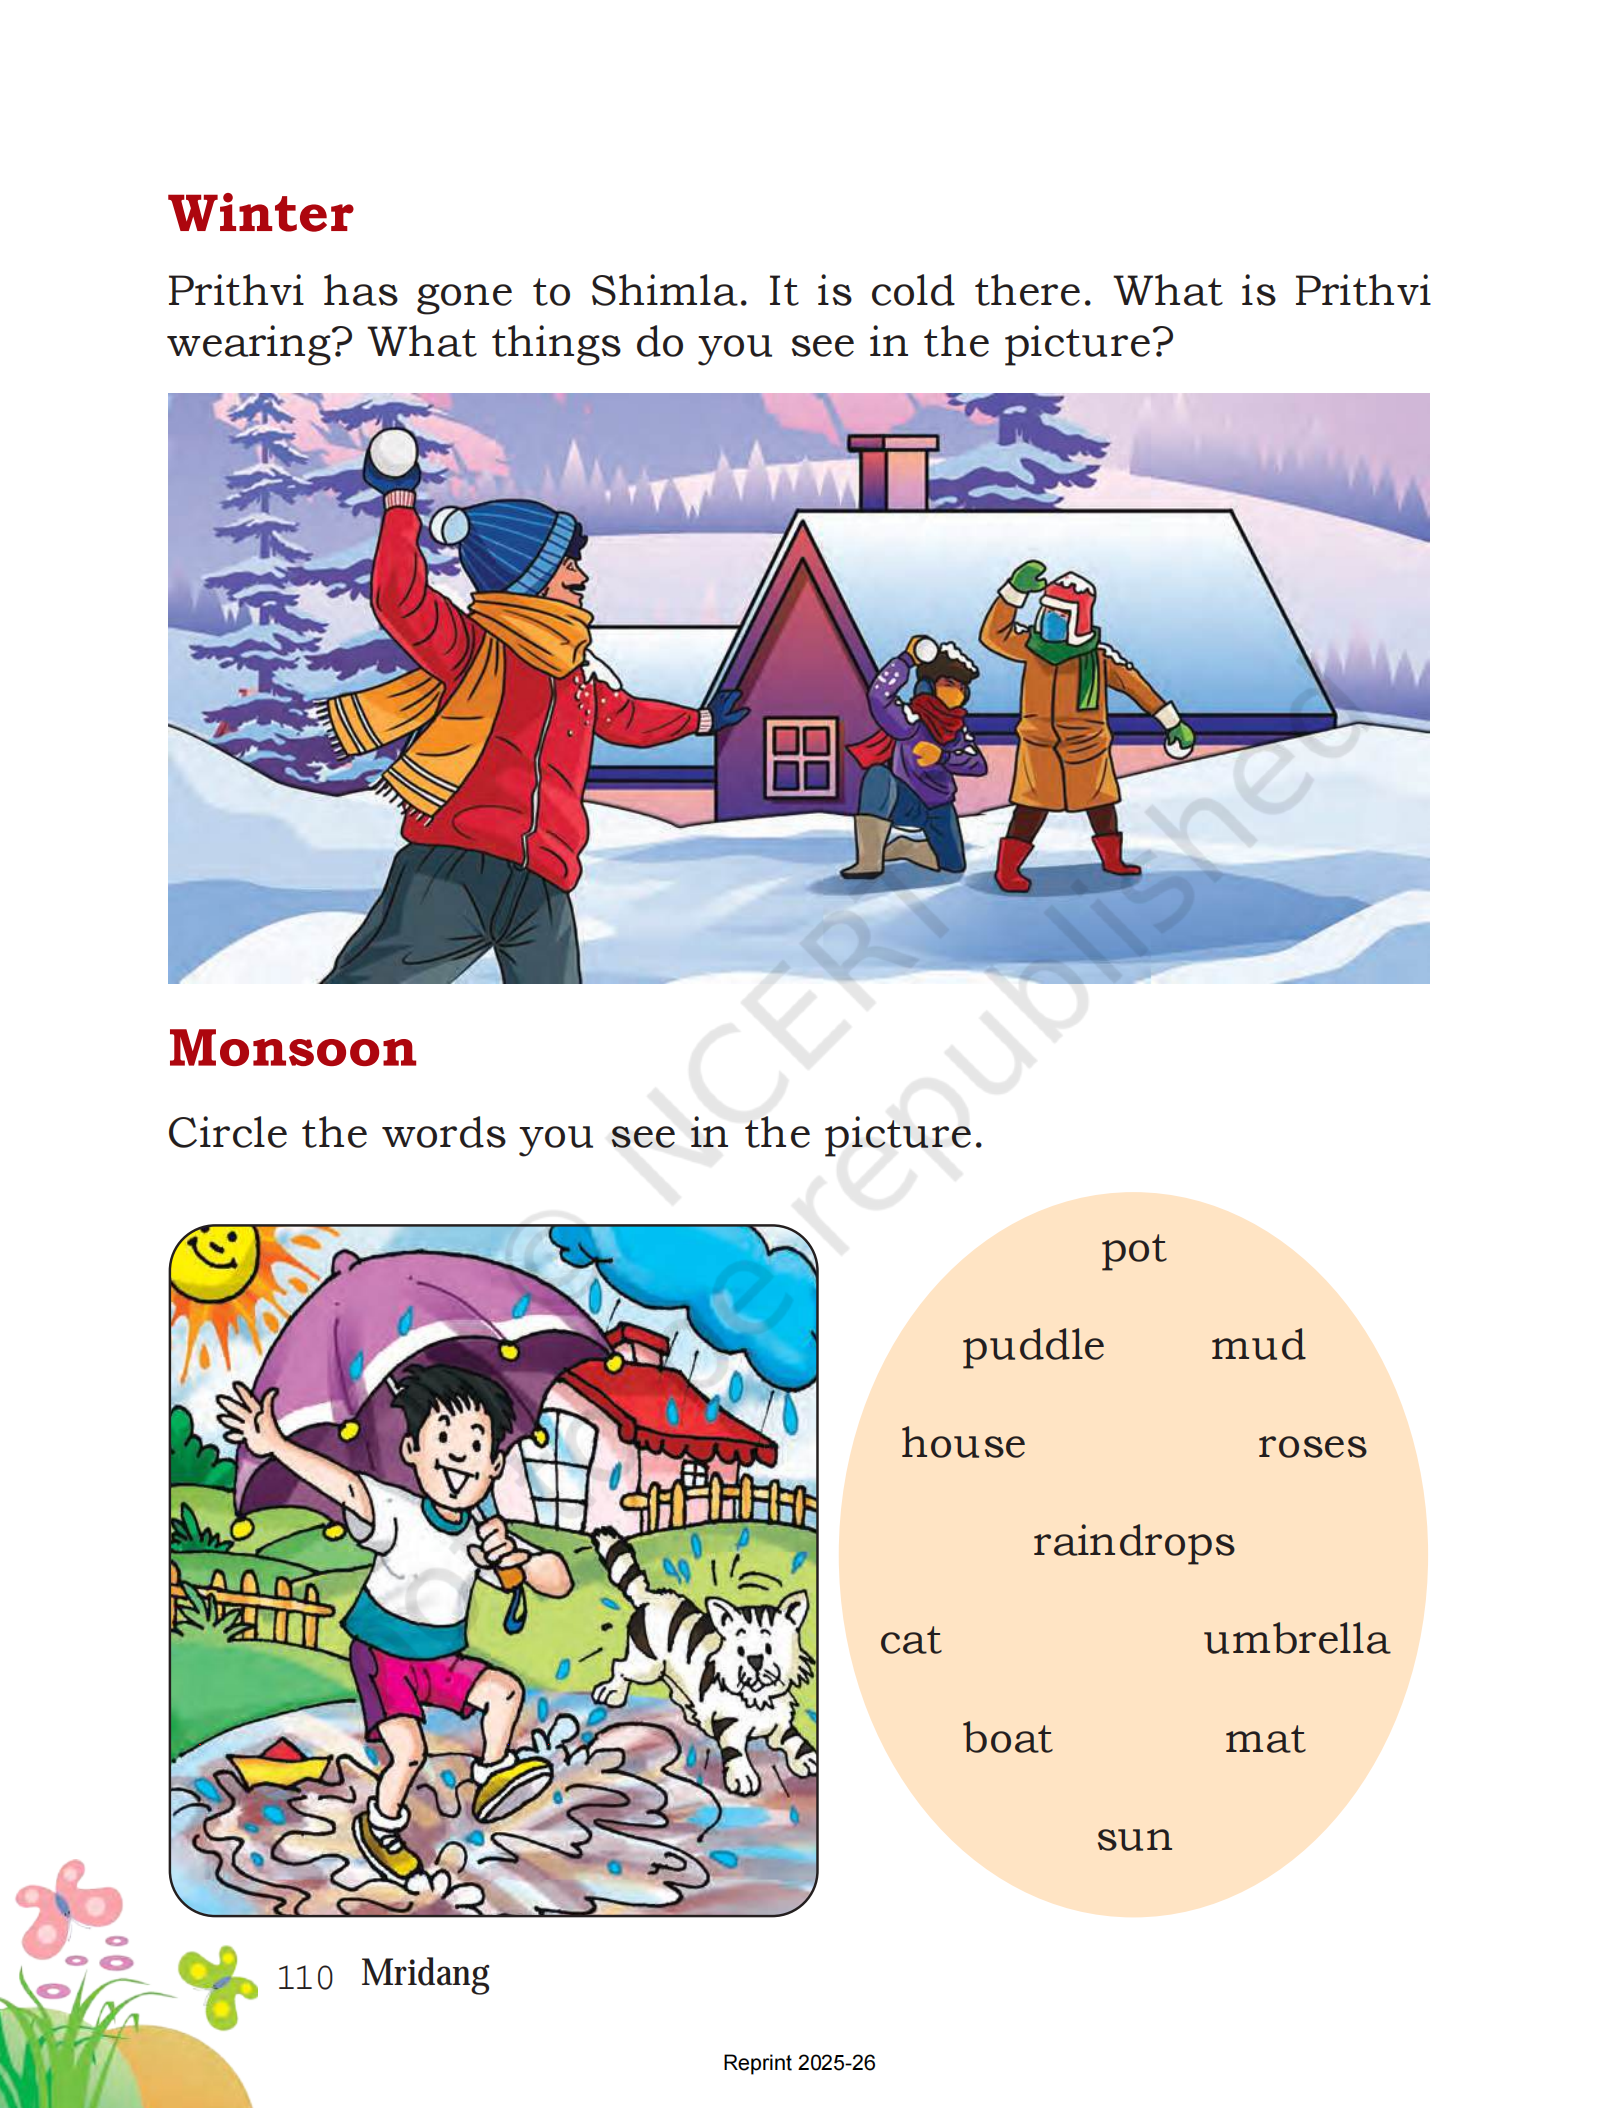 Winter
Prithvi has gone to Shimla. It is cold there. What is Prithvi
wearing? What things do you see in the picture?
Monsoon
Circle the words you see in the picture.
pot
puddle mud
house roses
raindrops
cat umbrella
boat mat
sun
© NCERT
not to be republished
110 Mridang
Reprint 2025-26